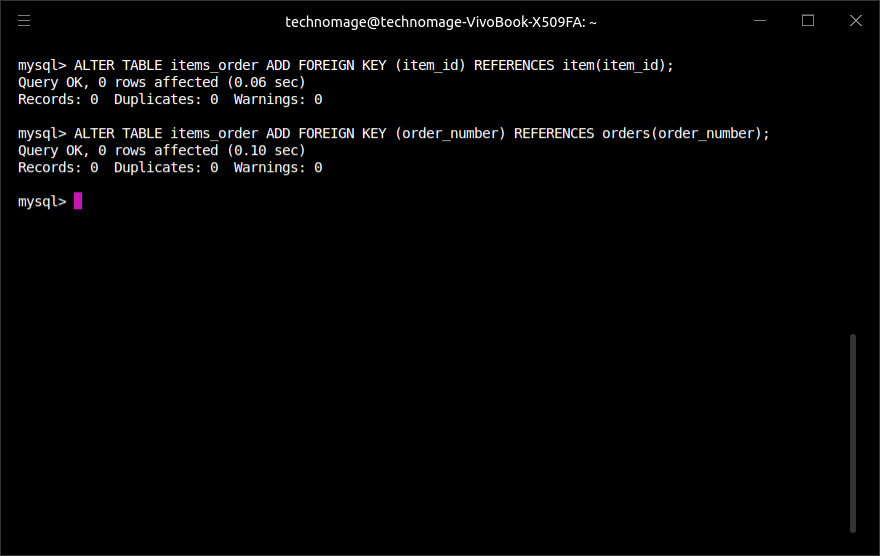 technomage@technomage-VivoBook-X509FA: ~
mysql> ALTER TABLE items_order ADD FOREIGN KEY (item_id) REFERENCES item(item_id);
Query OK, 0 rows affected (0.06 sec)
Records: 0  Duplicates: 0  Warnings: 0
mysql> ALTER TABLE items_order ADD FOREIGN KEY (order_number) REFERENCES orders(order_number);
Query OK, 0 rows affected (0.10 sec)
Records: 0  Duplicates: 0  Warnings: 0
mysql>